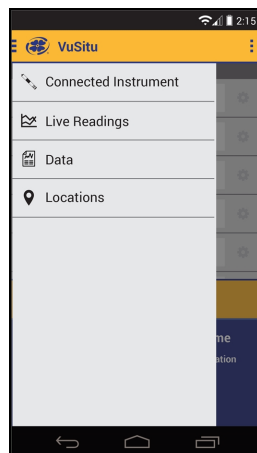 2:15
VuSitu
Connected Instrument
Live Readings
Data
Locations
me
ation